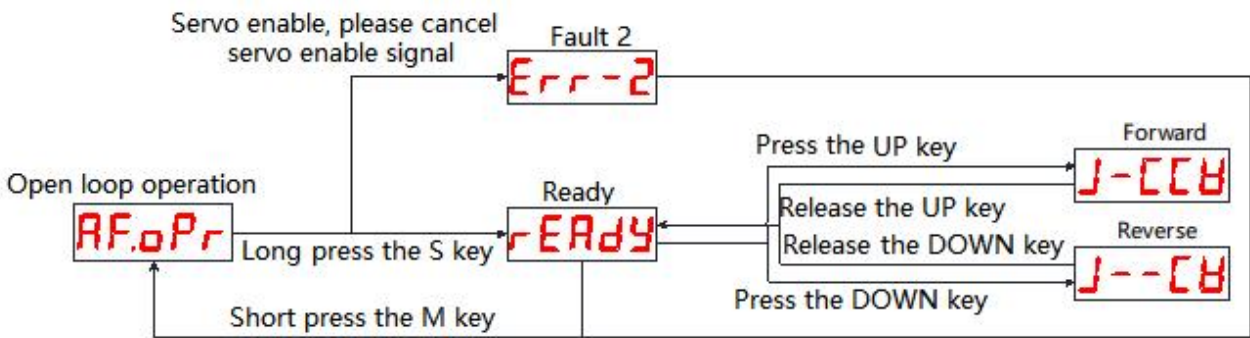 Servo enable, please cancel
servo enable signal
Fault 2
Err-2
Press the UP key
Forward
J-CCW
Open loop operation
AF.oPr
Long press the S key
Ready
rEAdY
Release the UP key
Release the DOWN key
Reverse
J--CW
Press the DOWN key
Short press the M key